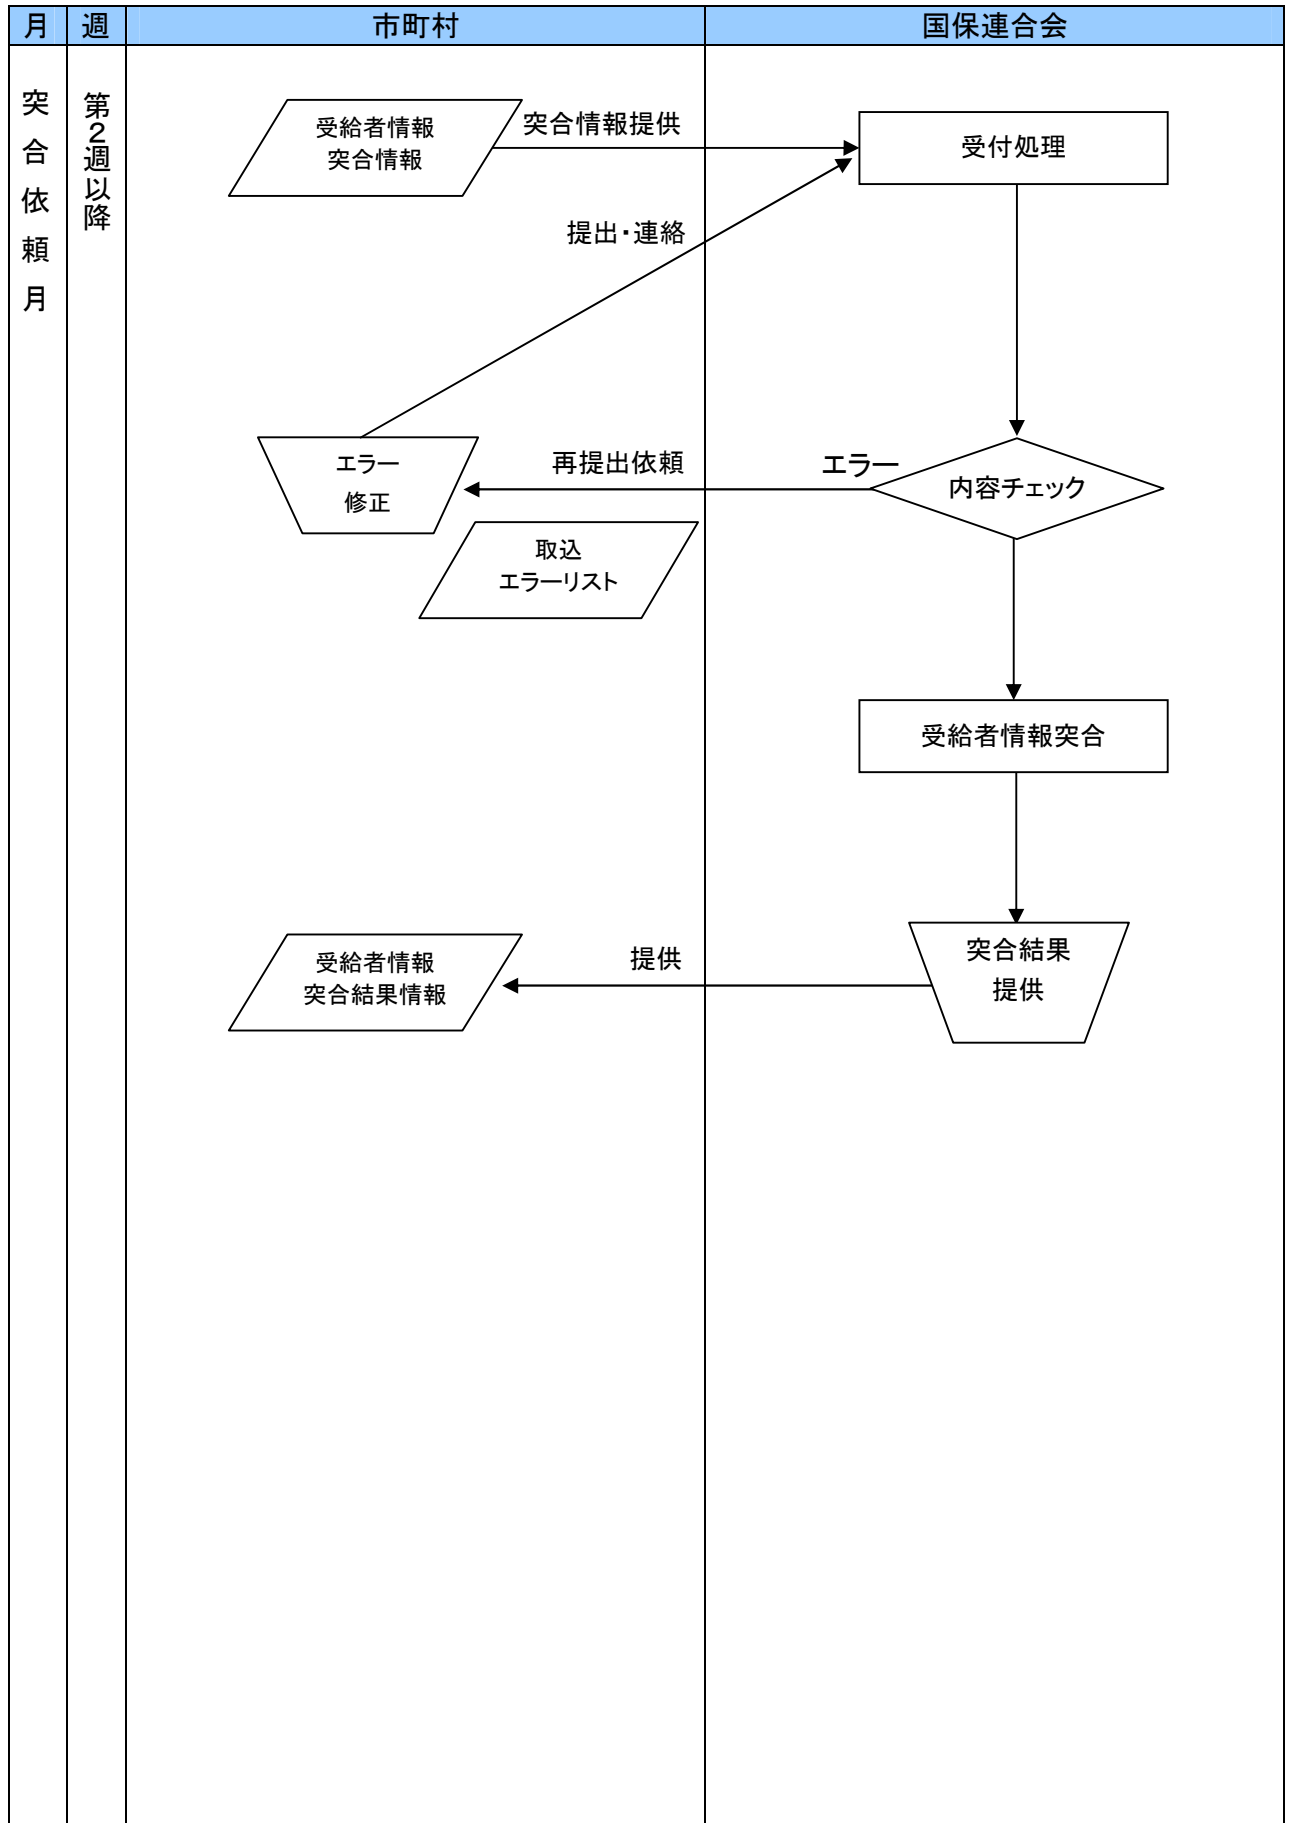 月
週
市町村
国保連合会
突合依頼月
第2週以降
受給者情報
突合情報
突合情報提供
受付処理
提出・連絡
エラー
修正
再提出依頼
エラー
内容チェック
取込
エラーリスト
受給者情報突合
受給者情報
突合結果情報
提供
突合結果
提供